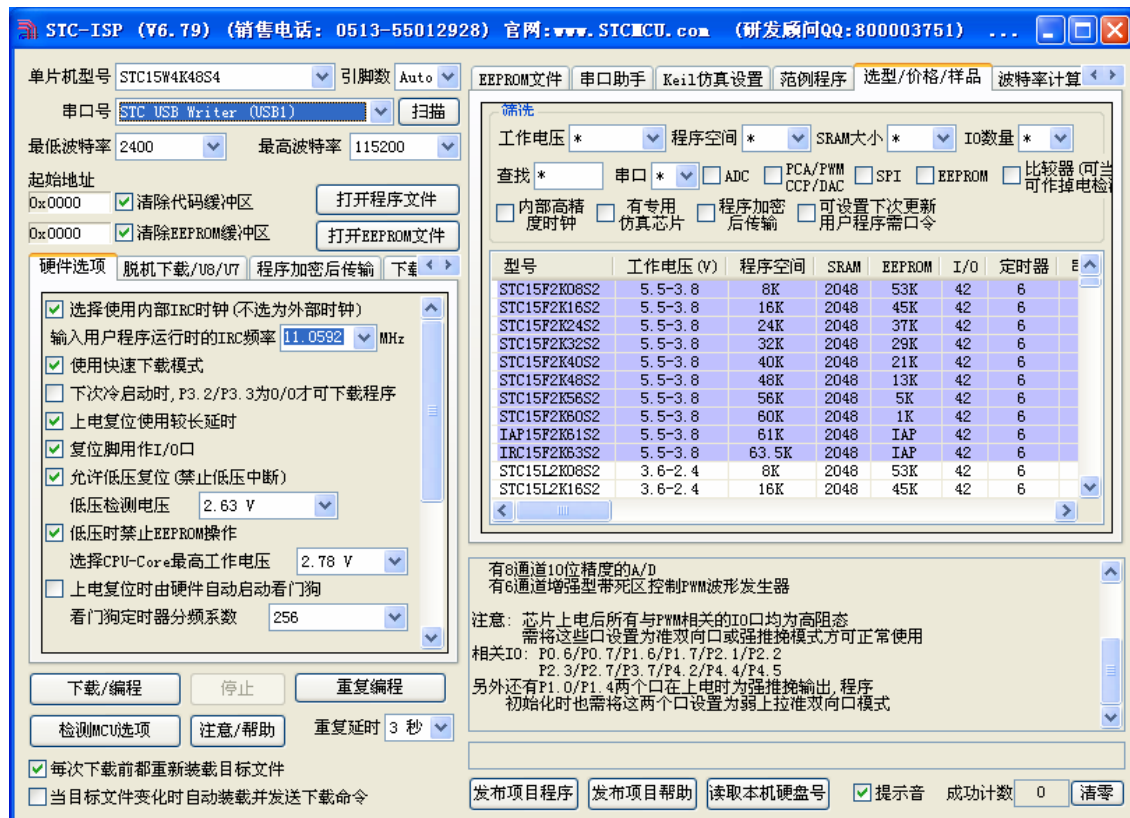 STC-ISP (V6.79) (销售电话: 0513-55012928) 官网:www.STCMCU.com (研发顾问QQ:800003751) ...
单片机型号 STC15W4K48S4 引脚数 Auto
串口号 STC USB Writer (USB1) 扫描
最低波特率 2400 最高波特率 115200
起始地址
0x0000 清除代码缓冲区 打开程序文件
0x0000 清除EEPROM缓冲区 打开EEPROM文件
硬件选项 脱机下载/U8/U7 程序加密后传输
选择使用内部IRC时钟(不选为外部时钟)
输入用户程序运行时的IRC频率 11.0592 MHz
使用快速下载模式
下次冷启动时,P3.2/P3.3为0/0才可下载程序
上电复位使用较长延时
复位脚用作I/O口
允许低压复位(禁止低压中断)
低压检测电压 2.63 V
低压时禁止EEPROM操作
选择CPU-Core最高工作电压 2.78 V
上电复位时由硬件自动启动看门狗
看门狗定时器分频系数 256
下载/编程 停止 重复编程
检测MCU选项 注意/帮助 重复延时 3 秒
每次下载前都重新装载目标文件
当目标文件变化时自动装载并发送下载命令
EEPROM文件 串口助手 Keil仿真设置 范例程序 选型/价格/样品 波特率计算
筛选
工作电压 * 程序空间 * SRAM大小 * IO数量 *
查找 * 串口 * ADC PCA/PWM CCP/DAC SPI EEPROM 比较器(可当 可作掉电检
内部高精度时钟 有专用仿真芯片 程序加密后传输 可设置下次更新用户程序需口令
型号 工作电压(V) 程序空间 SRAM EEPROM I/O 定时器
STC15F2K08S2 5.5-3.8 8K 2048 53K 42 6
STC15F2K16S2 5.5-3.8 16K 2048 45K 42 6
STC15F2K24S2 5.5-3.8 24K 2048 37K 42 6
STC15F2K32S2 5.5-3.8 32K 2048 29K 42 6
STC15F2K40S2 5.5-3.8 40K 2048 21K 42 6
STC15F2K48S2 5.5-3.8 48K 2048 13K 42 6
STC15F2K56S2 5.5-3.8 56K 2048 5K 42 6
STC15F2K60S2 5.5-3.8 60K 2048 1K 42 6
IAP15F2K61S2 5.5-3.8 61K 2048 IAP 42 6
IRC15F2K63S2 5.5-3.8 63.5K 2048 IAP 42 6
STC15L2K08S2 3.6-2.4 8K 2048 53K 42 6
STC15L2K16S2 3.6-2.4 16K 2048 45K 42 6
有8通道10位精度的A/D
有6通道增强型带死区控制PWM波形发生器
注意: 芯片上电后所有与PWM相关的IO口均为高阻态
需将这些口设置为准双向口或强推挽模式方可正常使用
相关IO: P0.6/P0.7/P1.6/P1.7/P2.1/P2.2
P2.3/P2.7/P3.7/P4.2/P4.4/P4.5
另外还有P1.0/P1.4两个口在上电时为强推挽输出,程序
初始化时也需将这两个口设置为弱上拉准双向口模式
发布项目程序 发布项目帮助 读取本机硬盘号 提示音 成功计数 0 清零